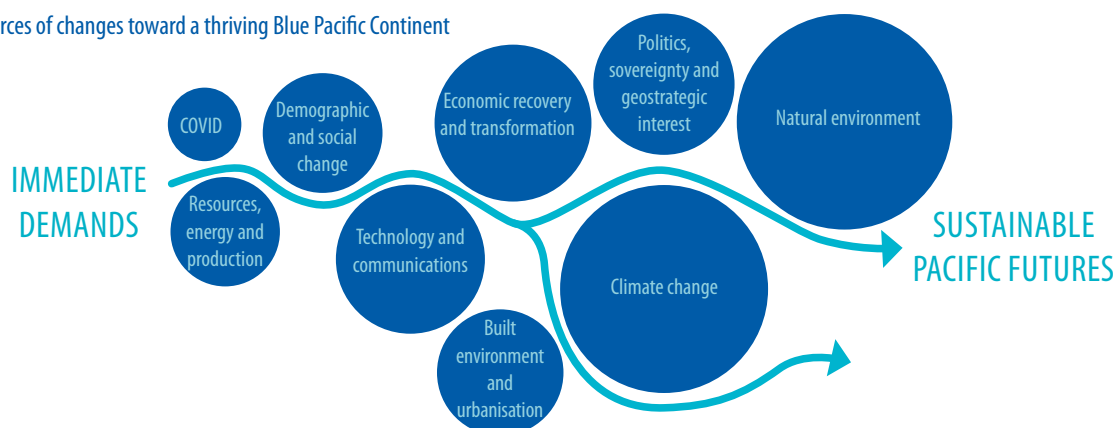 rces of changes toward a thriving Blue Pacific Continent
IMMEDIATE
DEMANDS
COVID
Resources,
energy and
production
Demographic
and social
change
Technology and
communications
Economic recovery
and transformation
Built
environment
and
urbanisation
Politics,
sovereignty and
geostrategic
interest
Climate change
Natural environment
SUSTAINABLE
PACIFIC FUTURES